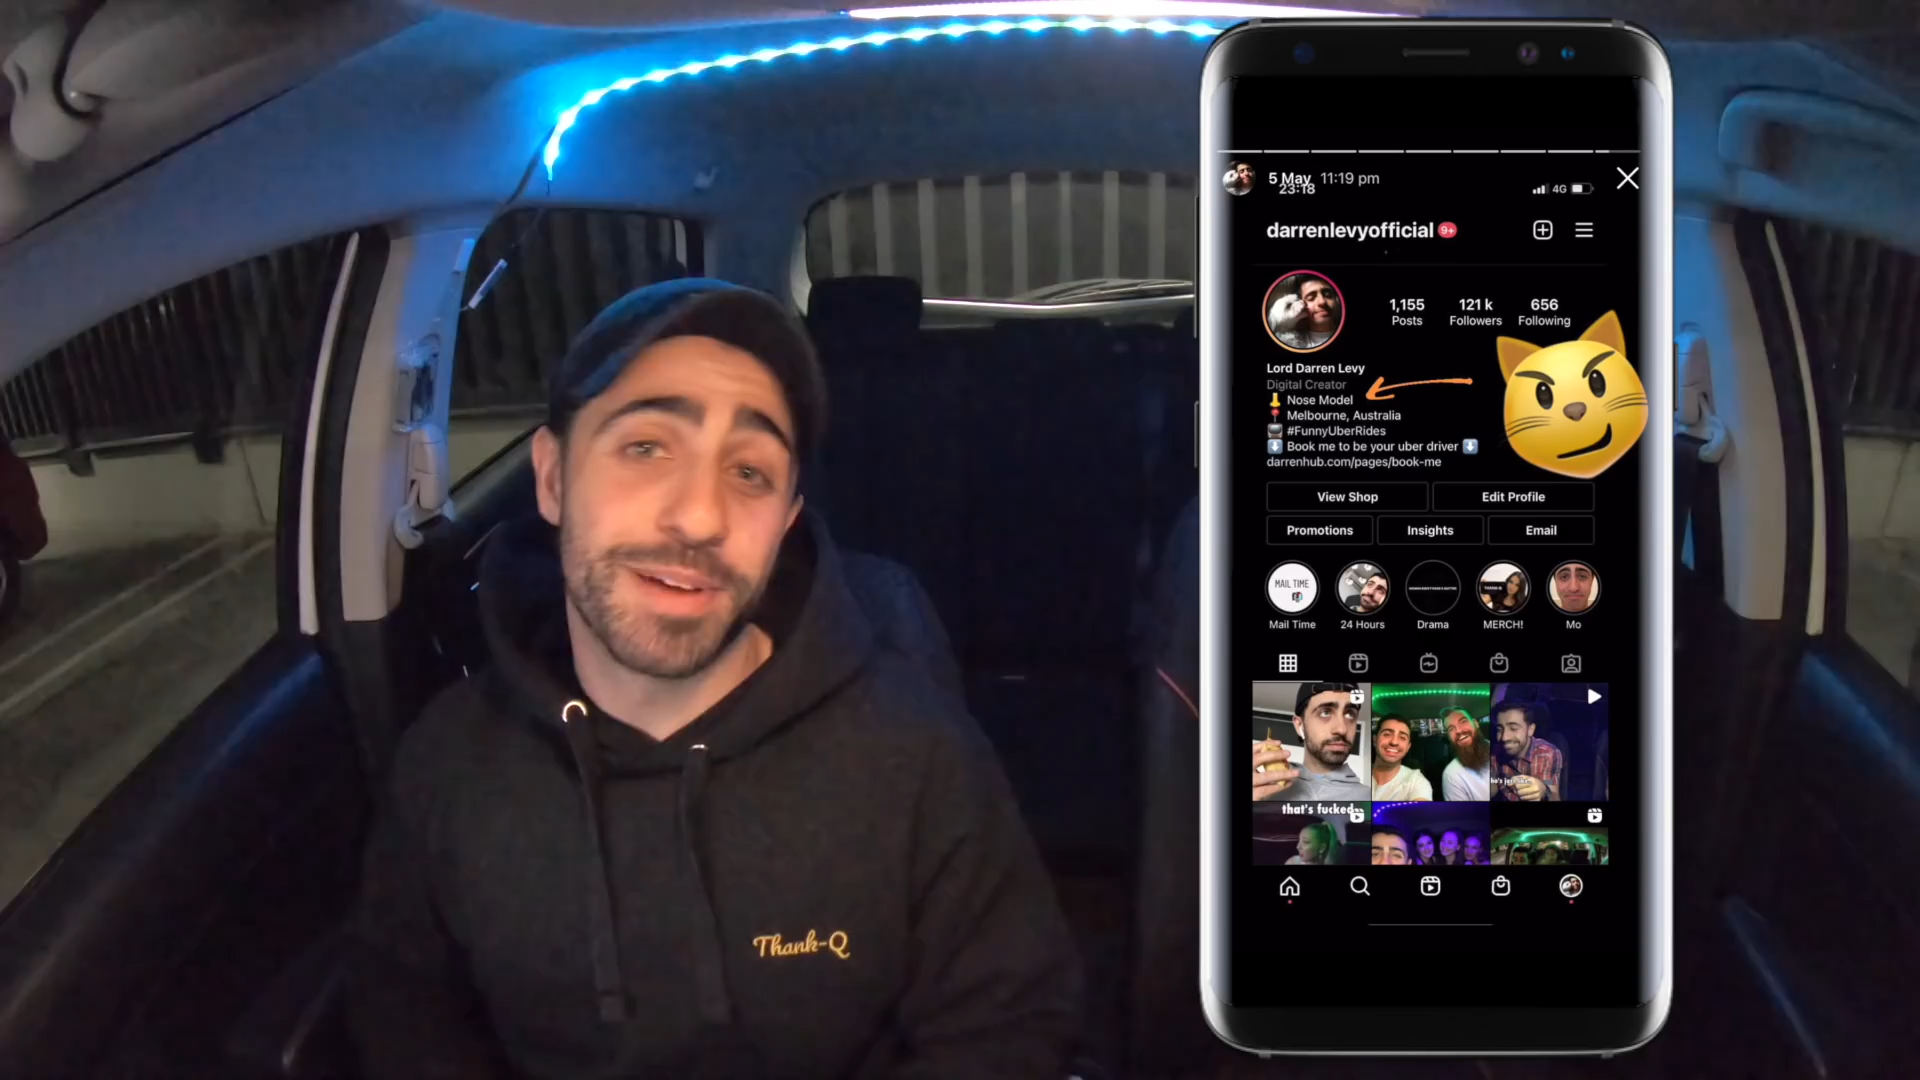 5 May 11:19 pm
23:18
4G
darrenlevyofficial 9+
1,155 121 k 656
Posts Followers Following
Lord Darren Levy
Digital Creator
Nose Model
Melbourne, Australia
#FunnyUberRides
Book me to be your uber driver
darrenhub.com/pages/book-me
View Shop Edit Profile
Promotions Insights Email
MAIL TIME
Mail Time 24 Hours Drama MERCH! Mo
he's just like...
that's fucked
Thank-Q